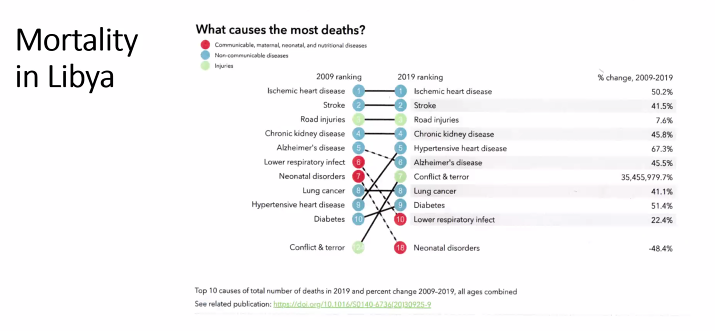 Mortality
in Libya
What causes the most deaths?
Communicable, maternal, neonatal, and nutritional diseases
Non-communicable diseases
Injuries
2009 ranking 2019 ranking % change, 2009-2019
Ischemic heart disease 1 1 Ischemic heart disease 50.2%
Stroke 2 2 Stroke 41.5%
Road injuries 3 3 Road injuries 7.6%
Chronic kidney disease 4 4 Chronic kidney disease 45.8%
Alzheimer's disease 5 5 Hypertensive heart disease 67.3%
Lower respiratory infect 6 6 Alzheimer's disease 45.5%
Neonatal disorders 7 7 Conflict & terror 35,455,979.7%
Lung cancer 8 8 Lung cancer 41.1%
Hypertensive heart disease 9 9 Diabetes 51.4%
Diabetes 10 10 Lower respiratory infect 22.4%
Conflict & terror 18 Neonatal disorders -48.4%
Top 10 causes of total number of deaths in 2019 and percent change 2009–2019, all ages combined
See related publication: https://doi.org/10.1016/S0140-6736(20)30925-9